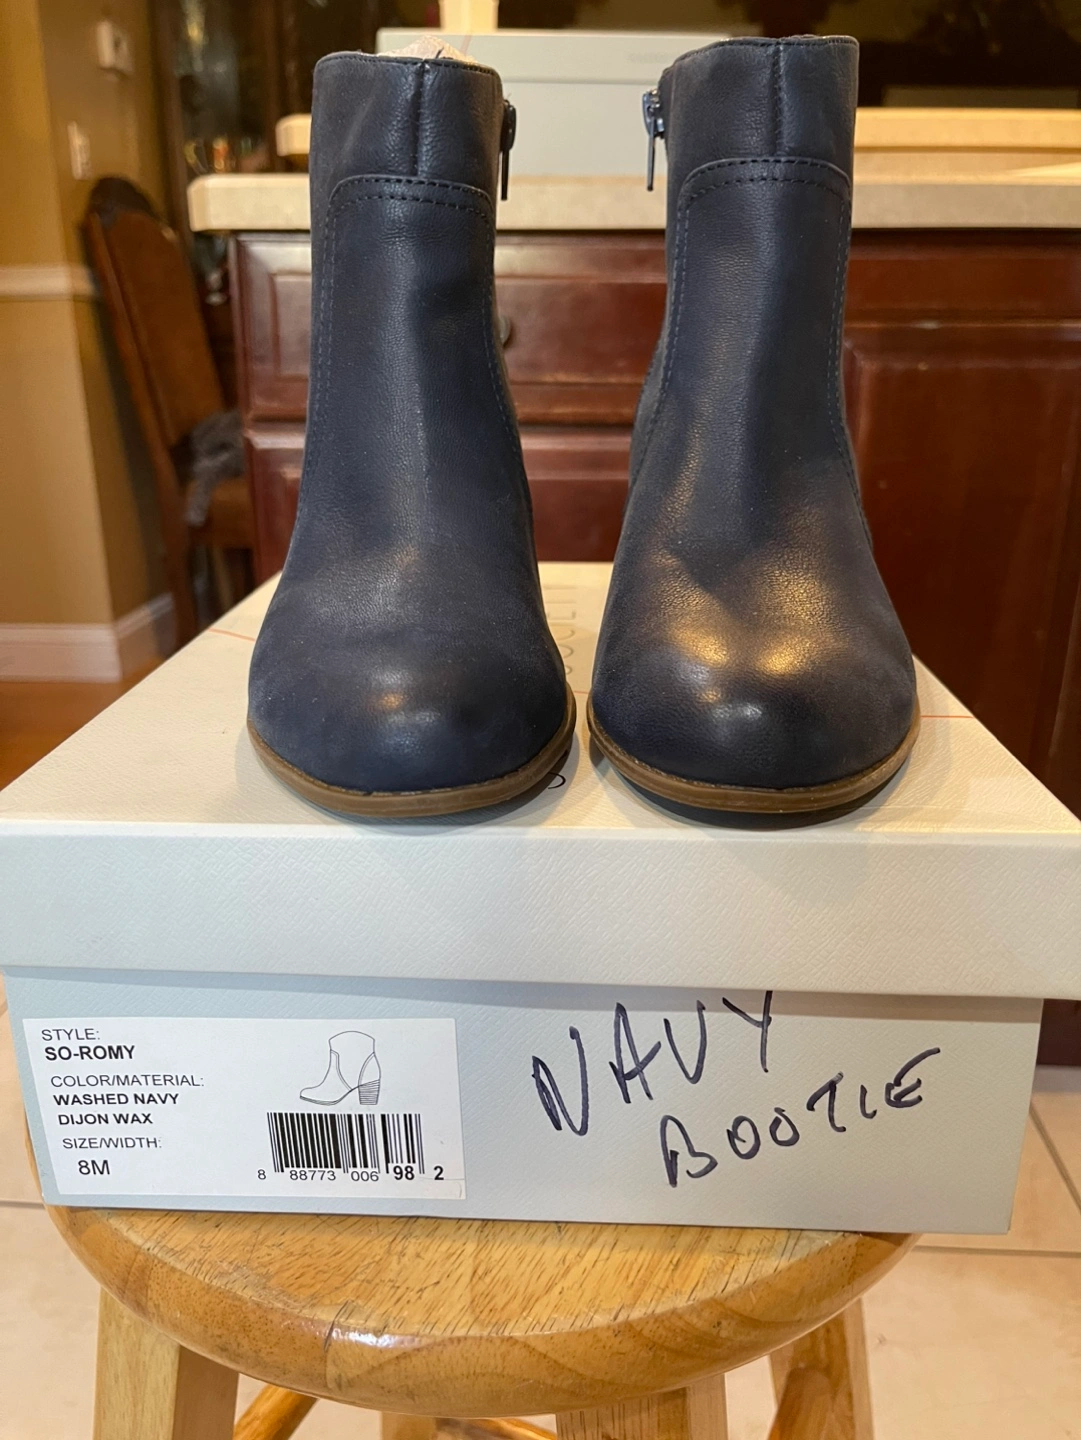 STYLE:
SO-ROMY
COLOR/MATERIAL:
WASHED NAVY
DIJON WAX
SIZE/WIDTH:
8M
8 88773 006 98 2
NAVY
BOOTIE